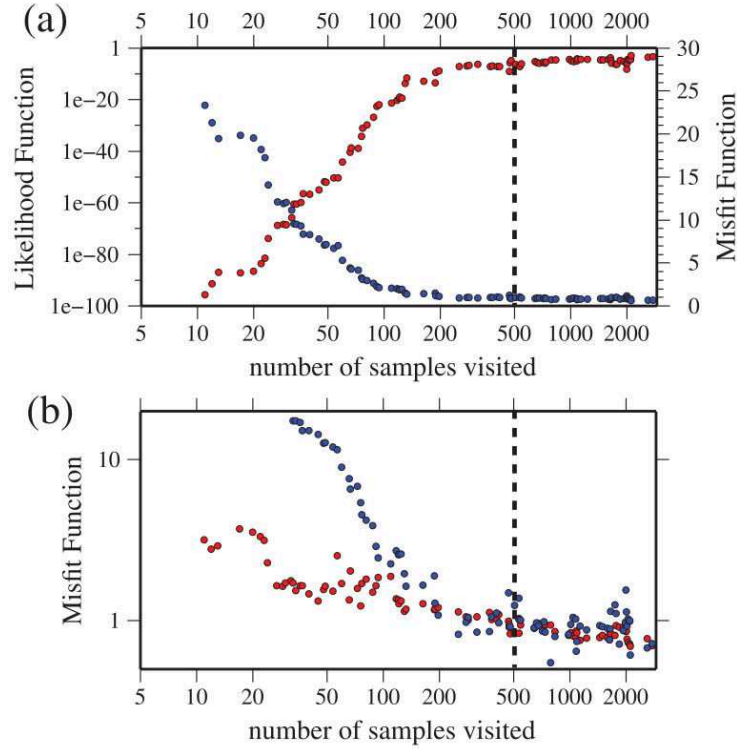 (a)
5 10 20 50 100 200 500 1000 2000
Likelihood Function
1
1e-20
1e-40
1e-60
1e-80
1e-100
30
25
20
15
10
5
0
Misfit Function
5 10 20 50 100 200 500 1000 2000
number of samples visited
(b)
Misfit Function
10
1
5 10 20 50 100 200 500 1000 2000
number of samples visited